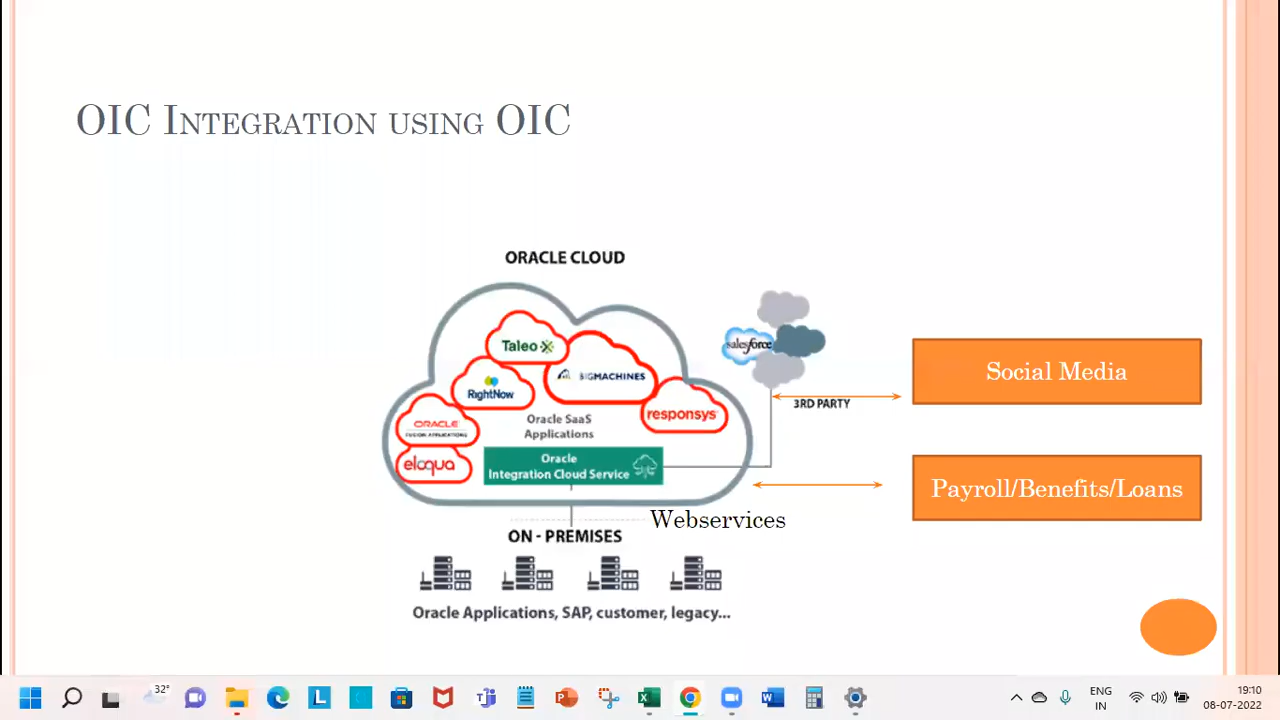 OIC Integration using OIC
ORACLE CLOUD
Taleo
BIGMACHINES
RightNow
responsys
ORACLE
FUSION APPLICATIONS
eloqua
Oracle SaaS
Applications
Oracle
Integration Cloud Service
salesforce
3RD PARTY
Social Media
Payroll/Benefits/Loans
Webservices
ON - PREMISES
Oracle Applications, SAP, customer, legacy...
32°
ENG
IN
19:10
08-07-2022